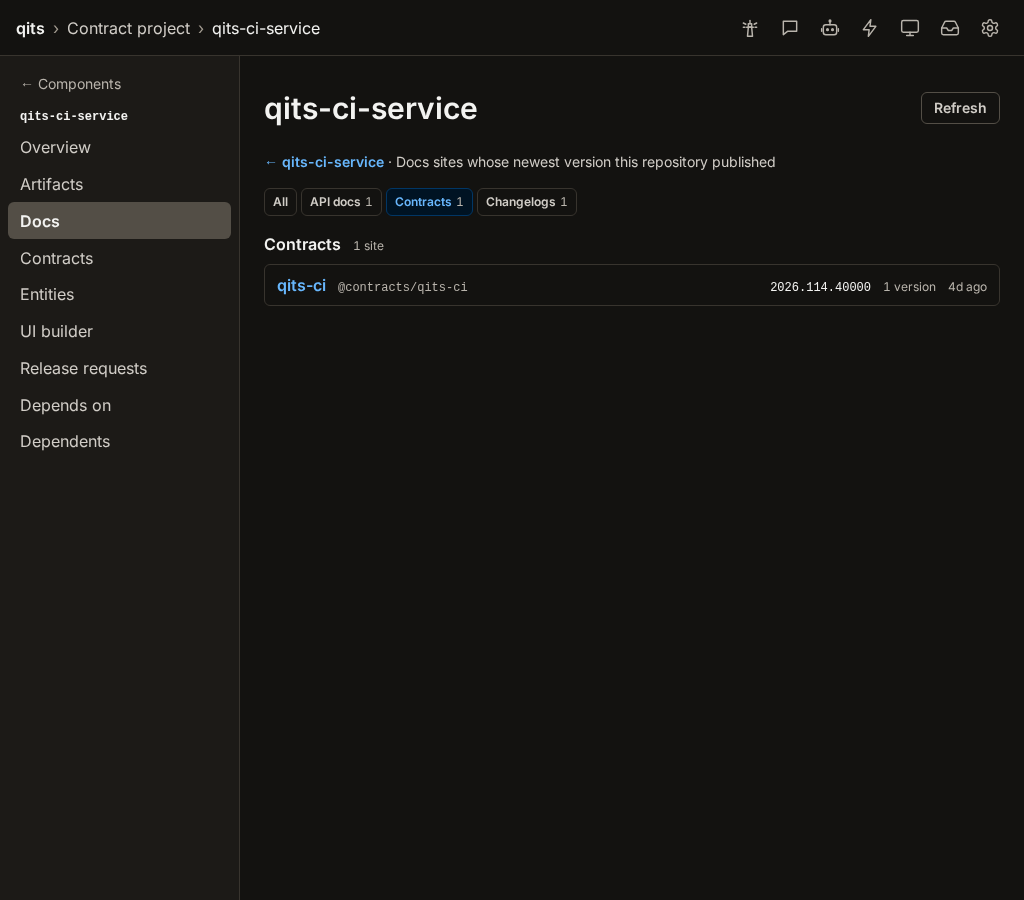 qits › Contract project › qits-ci-service
← Components
qits-ci-service
Overview
Artifacts
Docs
Contracts
Entities
UI builder
Release requests
Depends on
Dependents
qits-ci-service
Refresh
← qits-ci-service · Docs sites whose newest version this repository published
All
API docs 1
Contracts 1
Changelogs 1
Contracts 1 site
qits-ci @contracts/qits-ci 2026.114.40000 1 version 4d ago